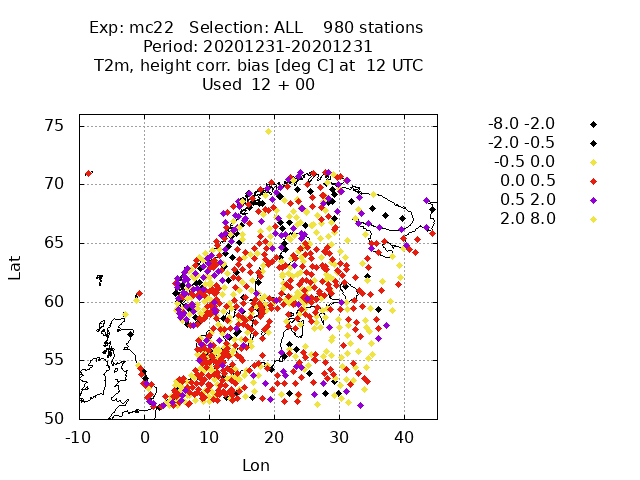 Exp: mc22   Selection: ALL    980 stations
Period: 20201231-20201231
T2m, height corr. bias [deg C] at  12 UTC
Used  12 + 00
-8.0 -2.0
-2.0 -0.5
-0.5 0.0
0.0 0.5
0.5 2.0
2.0 8.0
75
70
65
60
55
50
Lat
-10 0 10 20 30 40
Lon